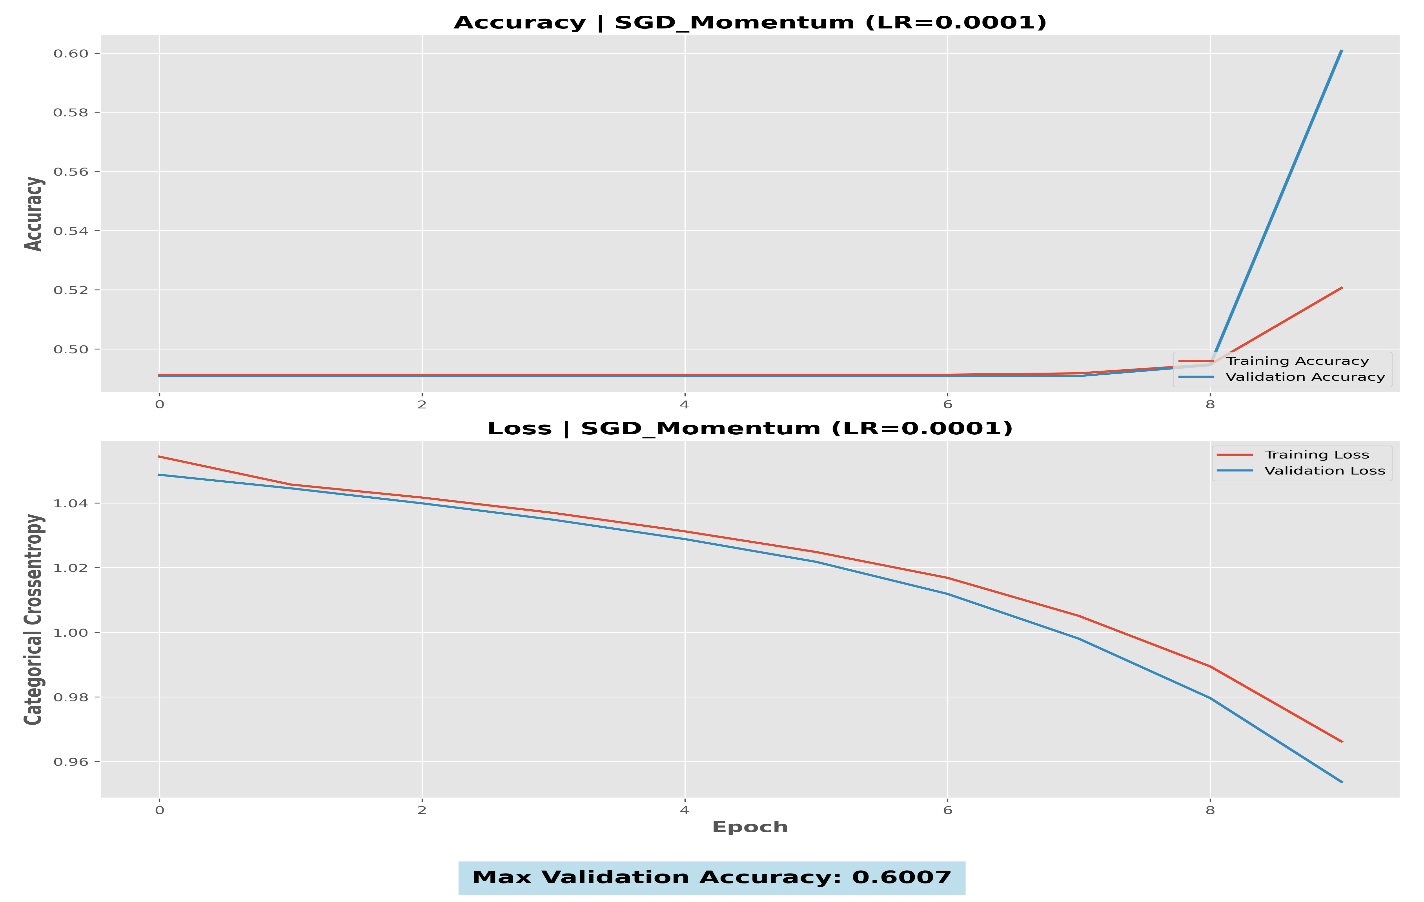 Accuracy | SGD_Momentum (LR=0.0001)
0.60
0.58
0.56
0.54
0.52
0.50
Accuracy
Training Accuracy
Validation Accuracy
0 2 4 6 8
Loss | SGD_Momentum (LR=0.0001)
Training Loss
Validation Loss
1.04
1.02
1.00
0.98
0.96
Categorical Crossentropy
0 2 4 6 8
Epoch
Max Validation Accuracy: 0.6007